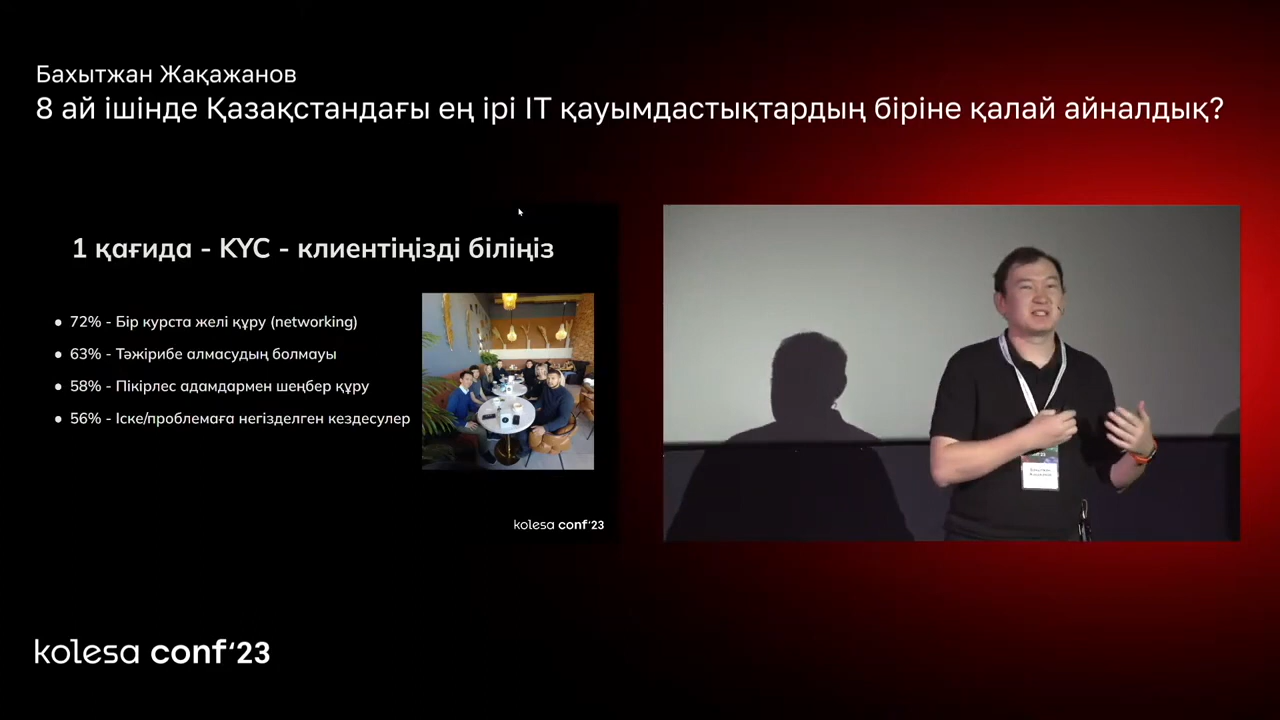 Бахытжан Жақажанов
8 ай ішінде Қазақстандағы ең ірі IT қауымдастықтардың біріне қалай айналдық?
1 қағида - KYC - клиентіңізді біліңіз
72% - Бір курста желі құру (networking)
63% - Тәжірибе алмасудың болмауы
58% - Пікірлес адамдармен шеңбер құру
56% - Іске/проблемаға негізделген кездесулер
kolesa conf'23
kolesa conf'23